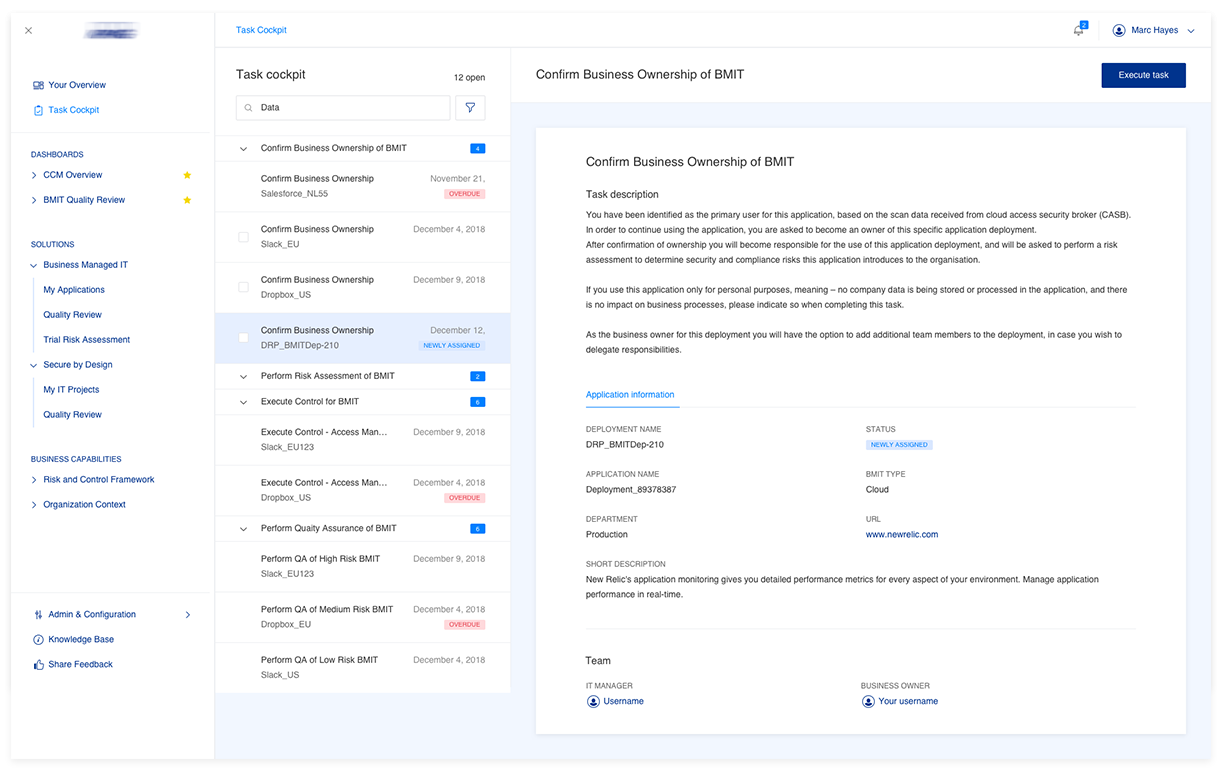 Task Cockpit
2
Marc Hayes
Your Overview
Task Cockpit
DASHBOARDS
CCM Overview
BMIT Quality Review
SOLUTIONS
Business Managed IT
My Applications
Quality Review
Trial Risk Assessment
Secure by Design
My IT Projects
Quality Review
BUSINESS CAPABILITIES
Risk and Control Framework
Organization Context
Admin & Configuration
Knowledge Base
Share Feedback
Task cockpit
12 open
Data
Confirm Business Ownership of BMIT 4
Confirm Business Ownership November 21,
Salesforce_NL55 OVERDUE
Confirm Business Ownership December 4, 2018
Slack_EU
Confirm Business Ownership December 9, 2018
Dropbox_US
Confirm Business Ownership December 12,
DRP_BMITDep-210 NEWLY ASSIGNED
Perform Risk Assessment of BMIT 2
Execute Control for BMIT 6
Execute Control - Access Man... December 9, 2018
Slack_EU123
Execute Control - Access Man... December 4, 2018
Dropbox_US OVERDUE
Perform Quaity Assurance of BMIT 6
Perform QA of High Risk BMIT December 9, 2018
Slack_EU123
Perform QA of Medium Risk BMIT December 4, 2018
Dropbox_EU OVERDUE
Perform QA of Low Risk BMIT December 4, 2018
Slack_US
Confirm Business Ownership of BMIT
Execute task
Confirm Business Ownership of BMIT
Task description
You have been identified as the primary user for this application, based on the scan data received from cloud access security broker (CASB).
In order to continue using the application, you are asked to become an owner of this specific application deployment.
After confirmation of ownership you will become responsible for the use of this application deployment, and will be asked to perform a risk
assessment to determine security and compliance risks this application introduces to the organisation.
If you use this application only for personal purposes, meaning – no company data is being stored or processed in the application, and there
is no impact on business processes, please indicate so when completing this task.
As the business owner for this deployment you will have the option to add additional team members to the deployment, in case you wish to
delegate responsibilities.
Application information
DEPLOYMENT NAME STATUS
DRP_BMITDep-210 NEWLY ASSIGNED
APPLICATION NAME BMIT TYPE
Deployment_89378387 Cloud
DEPARTMENT URL
Production www.newrelic.com
SHORT DESCRIPTION
New Relic's application monitoring gives you detailed performance metrics for every aspect of your environment. Manage application
performance in real-time.
Team
IT MANAGER BUSINESS OWNER
Username Your username